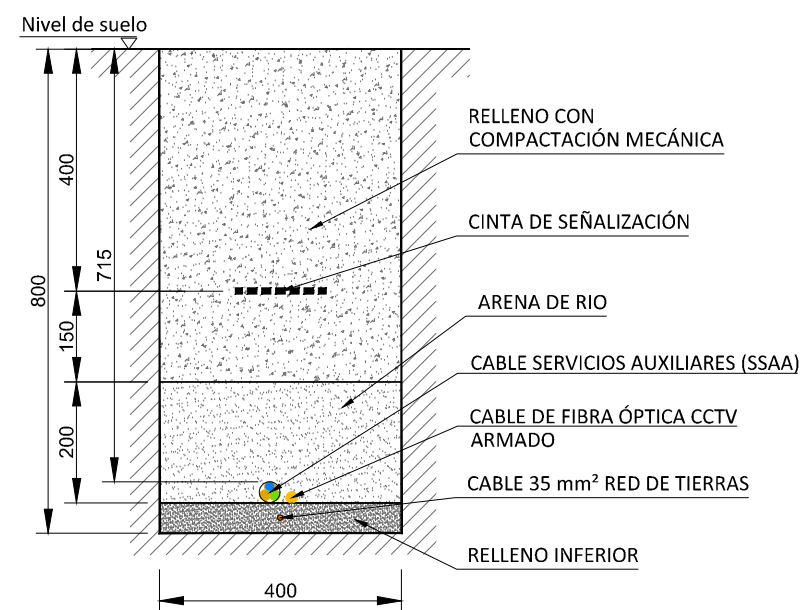 Nivel de suelo
RELLENO CON
COMPACTACIÓN MECÁNICA
400
CINTA DE SEÑALIZACIÓN
715
800
ARENA DE RIO
150
CABLE SERVICIOS AUXILIARES (SSAA)
CABLE DE FIBRA ÓPTICA CCTV
ARMADO
200
CABLE 35 mm² RED DE TIERRAS
RELLENO INFERIOR
400